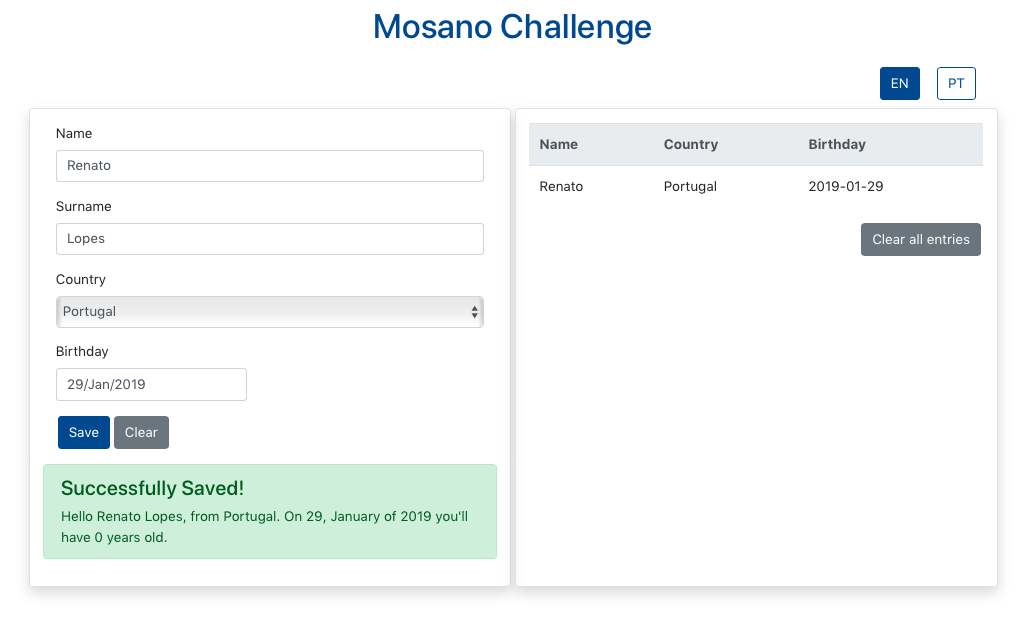 Mosano Challenge
EN PT
Name
Renato
Surname
Lopes
Country
Portugal
Birthday
29/Jan/2019
Save Clear
Successfully Saved!
Hello Renato Lopes, from Portugal. On 29, January of 2019 you'll
have 0 years old.
Name Country Birthday
Renato Portugal 2019-01-29
Clear all entries